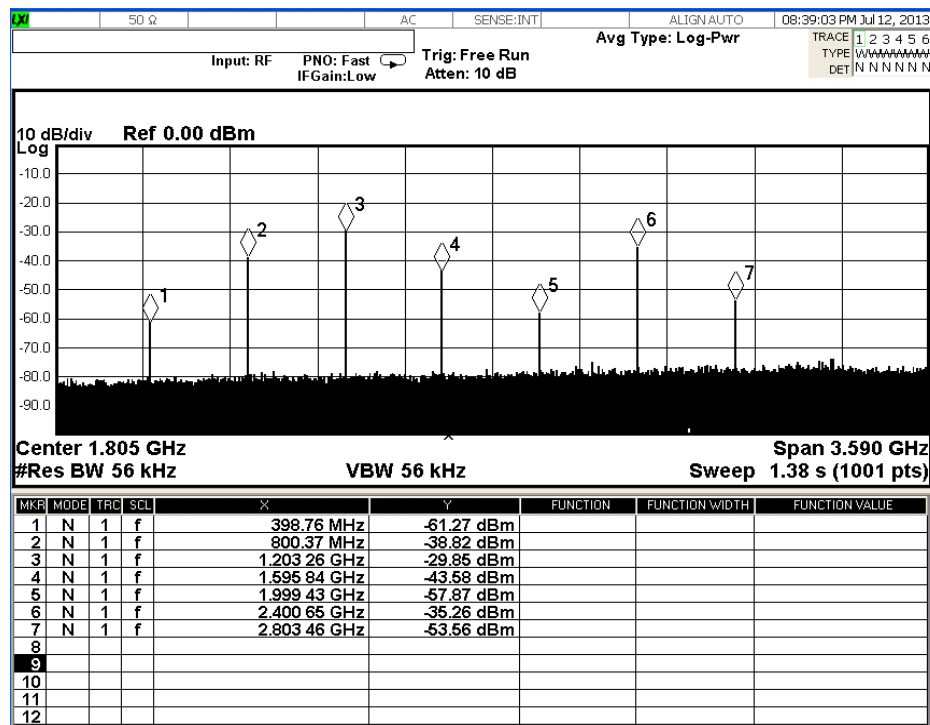 LXI 50 Ω AC SENSE:INT ALIGNAUTO 08:39:03 PM Jul 12, 2013
Input: RF PNO: Fast Trig: Free Run Avg Type: Log-Pwr TRACE 1 2 3 4 5 6
IFGain:Low Atten: 10 dB TYPE
DET N N N N N N
10 dB/div Ref 0.00 dBm
Log
-10.0
-20.0
-30.0
-40.0
-50.0
-60.0
-70.0
-80.0
-90.0
1 2 3 4 5 6 7
Center 1.805 GHz Span 3.590 GHz
#Res BW 56 kHz VBW 56 kHz Sweep 1.38 s (1001 pts)
MKR MODE TRC SCL X Y FUNCTION FUNCTION WIDTH FUNCTION VALUE
1 N 1 f 398.76 MHz -61.27 dBm
2 N 1 f 800.37 MHz -38.82 dBm
3 N 1 f 1.203 26 GHz -29.85 dBm
4 N 1 f 1.595 84 GHz -43.58 dBm
5 N 1 f 1.999 43 GHz -57.87 dBm
6 N 1 f 2.400 65 GHz -35.26 dBm
7 N 1 f 2.803 46 GHz -53.56 dBm
8
9
10
11
12